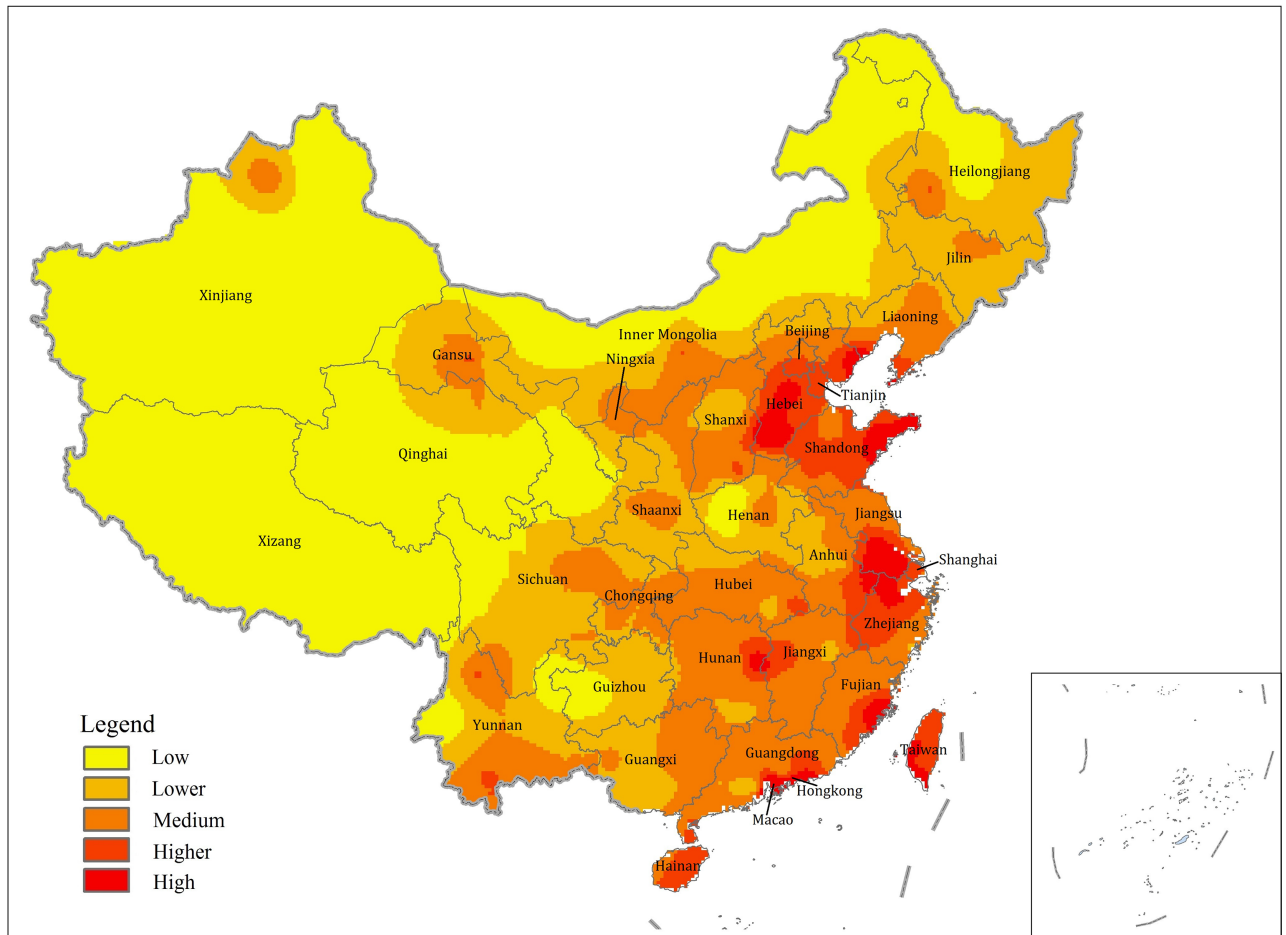 Heilongjiang
Jilin
Xinjiang
Liaoning
Beijing
Inner Mongolia
Gansu
Ningxia
Tianjin
Hebei
Shanxi
Shandong
Qinghai
Shaanxi
Henan
Jiangsu
Xizang
Anhui
Shanghai
Sichuan
Hubei
Chongqing
Zhejiang
Jiangxi
Hunan
Fujian
Guizhou
Yunnan
Guangxi
Guangdong
Taiwan
Hongkong
Macao
Hainan
Legend
Low
Lower
Medium
Higher
High